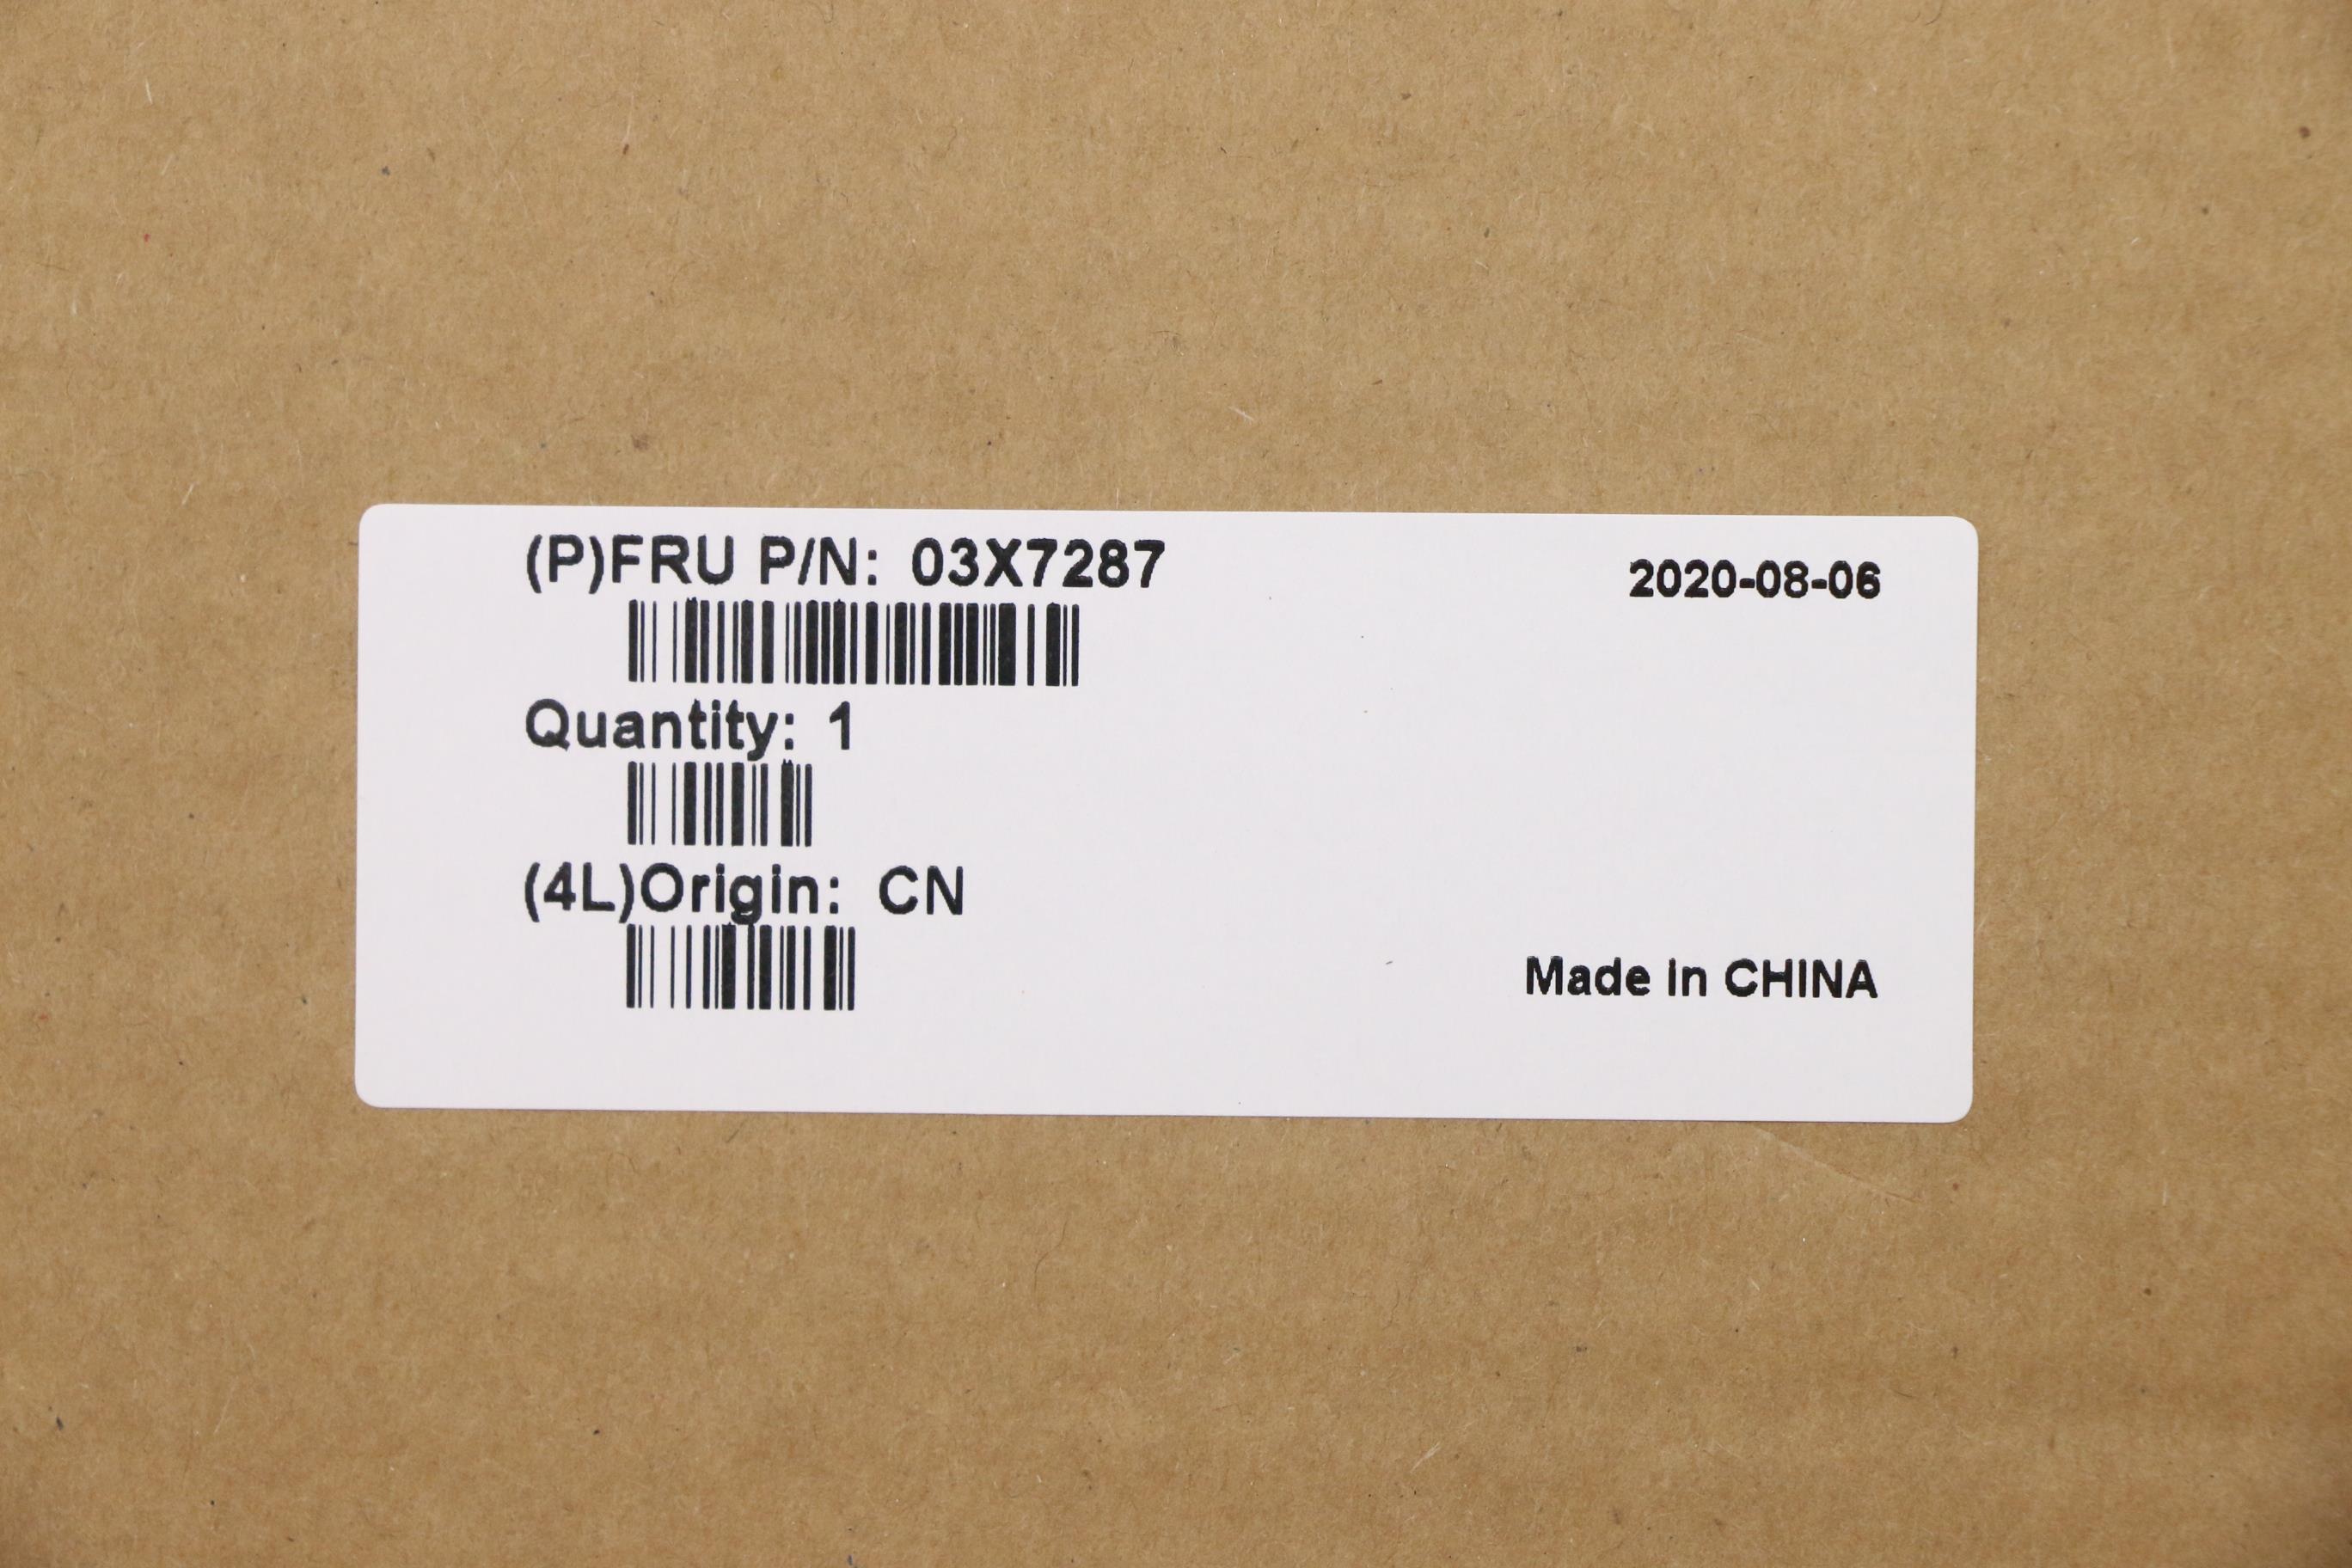 (P)FRU P/N: 03X7287
2020-08-06
Quantity: 1
(4L)Origin: CN
Made in CHINA